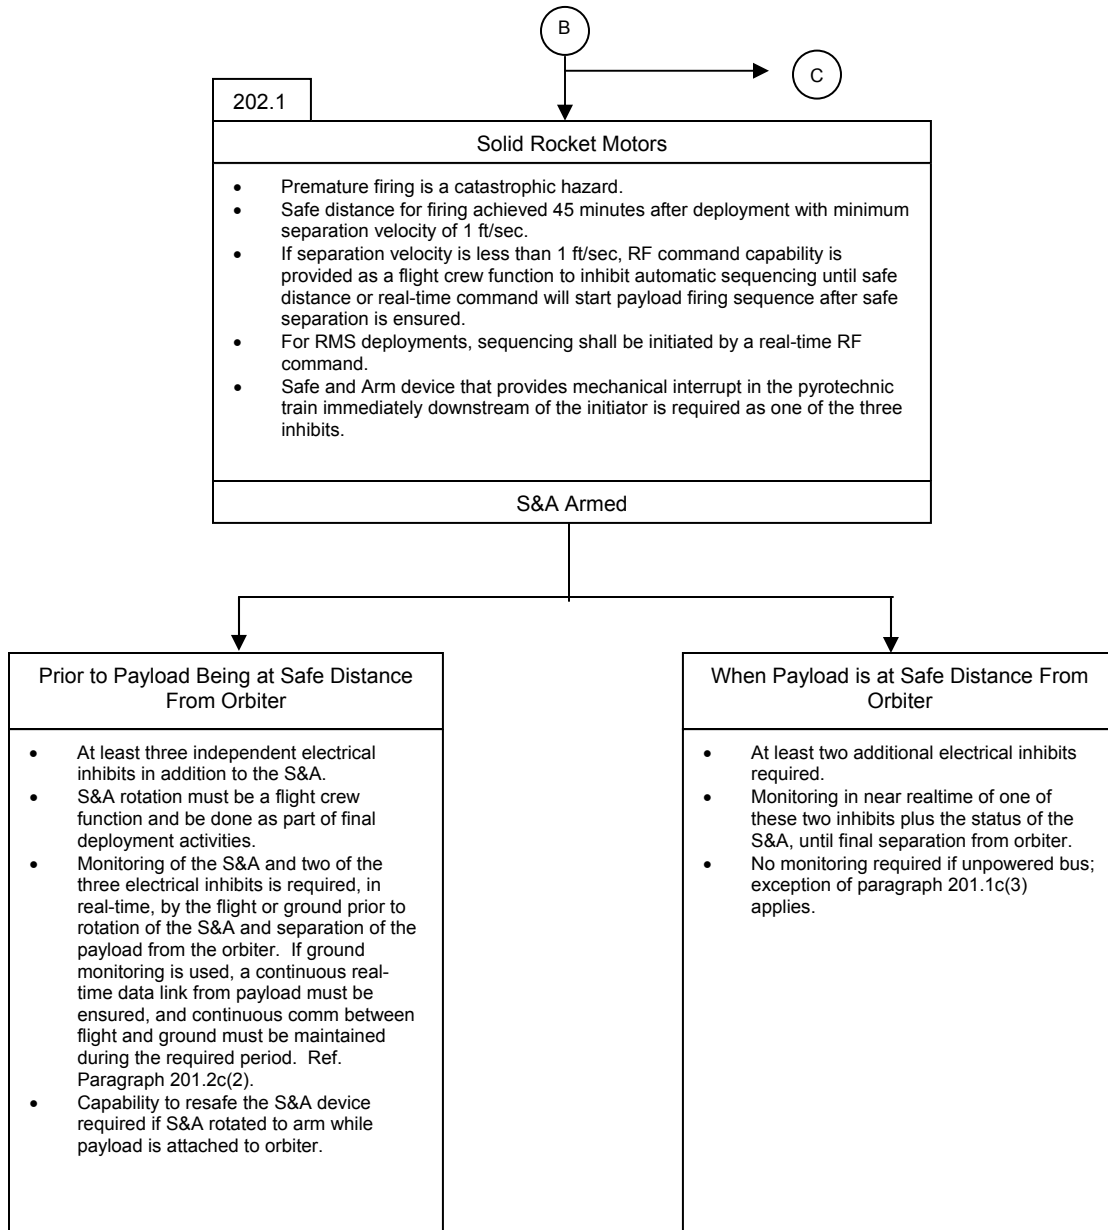 B
C
202.1
Solid Rocket Motors
• Premature firing is a catastrophic hazard.
• Safe distance for firing achieved 45 minutes after deployment with minimum
separation velocity of 1 ft/sec.
• If separation velocity is less than 1 ft/sec, RF command capability is
provided as a flight crew function to inhibit automatic sequencing until safe
distance or real-time command will start payload firing sequence after safe
separation is ensured.
• For RMS deployments, sequencing shall be initiated by a real-time RF
command.
• Safe and Arm device that provides mechanical interrupt in the pyrotechnic
train immediately downstream of the initiator is required as one of the three
inhibits.
S&A Armed
Prior to Payload Being at Safe Distance
From Orbiter
• At least three independent electrical
inhibits in addition to the S&A.
• S&A rotation must be a flight crew
function and be done as part of final
deployment activities.
• Monitoring of the S&A and two of the
three electrical inhibits is required, in
real-time, by the flight or ground prior to
rotation of the S&A and separation of the
payload from the orbiter.  If ground
monitoring is used, a continuous real-
time data link from payload must be
ensured, and continuous comm between
flight and ground must be maintained
during the required period.  Ref.
Paragraph 201.2c(2).
• Capability to resafe the S&A device
required if S&A rotated to arm while
payload is attached to orbiter.
When Payload is at Safe Distance From
Orbiter
• At least two additional electrical inhibits
required.
• Monitoring in near realtime of one of
these two inhibits plus the status of the
S&A, until final separation from orbiter.
• No monitoring required if unpowered bus;
exception of paragraph 201.1c(3)
applies.